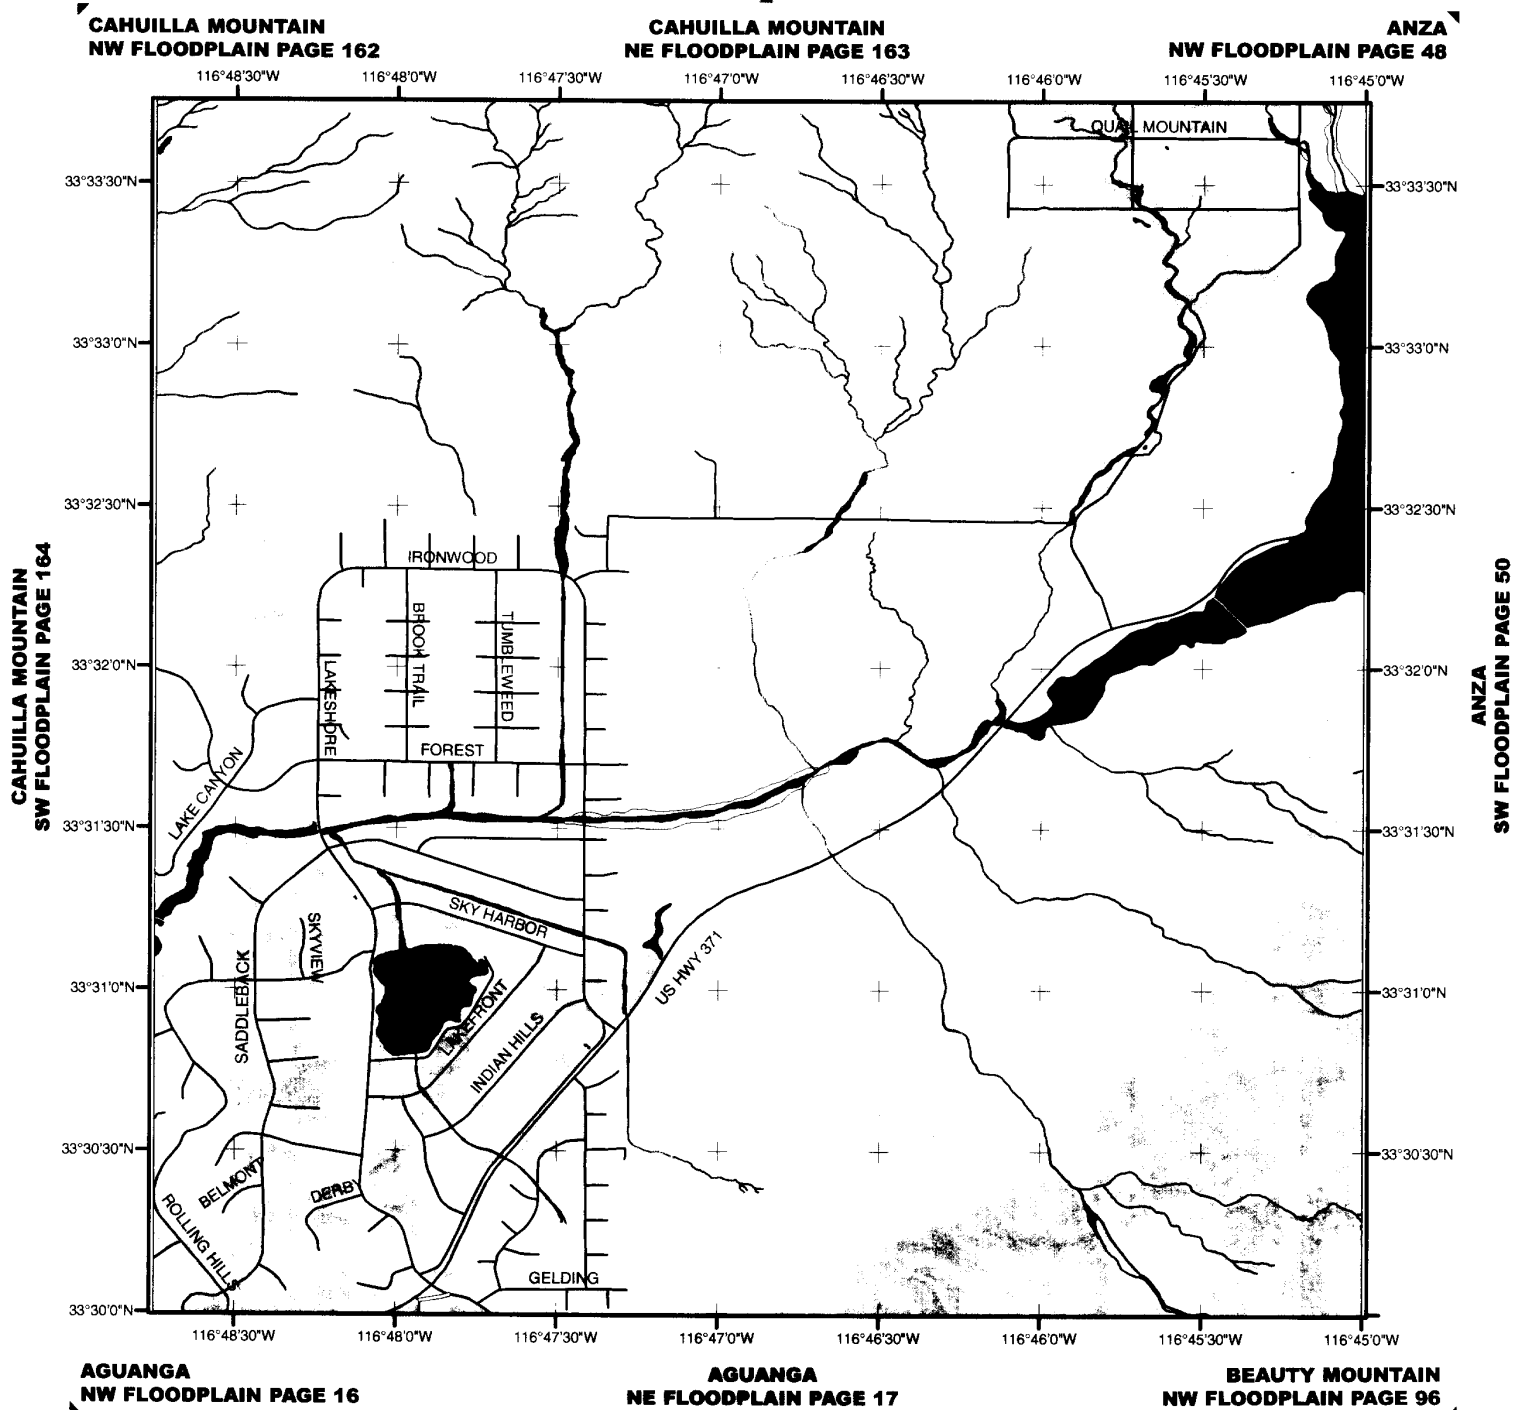 CAHUILLA MOUNTAIN
NW FLOODPLAIN PAGE 162
CAHUILLA MOUNTAIN
NE FLOODPLAIN PAGE 163
ANZA
NW FLOODPLAIN PAGE 48
116°48'30"W 116°48'0"W 116°47'30"W 116°47'0"W 116°46'30"W 116°46'0"W 116°45'30"W 116°45'0"W
QUAIL MOUNTAIN
33°33'30"N 33°33'30"N
33°33'0"N 33°33'0"N
33°32'30"N 33°32'30"N
CAHUILLA MOUNTAIN
SW FLOODPLAIN PAGE 164
ANZA
SW FLOODPLAIN PAGE 50
IRONWOOD
BROOK TRAIL
TUMBLEWEED
33°32'0"N 33°32'0"N
LAKESHORE
FOREST
LAKE CANYON
33°31'30"N 33°31'30"N
SKY HARBOR
SKYVIEW
SADDLEBACK
US HWY 371
33°31'0"N 33°31'0"N
LAKEFRONT
INDIAN HILLS
33°30'30"N 33°30'30"N
BELMONT
DERBY
ROLLING HILLS
GELDING
33°30'0"N
116°48'30"W 116°48'0"W 116°47'30"W 116°47'0"W 116°46'30"W 116°46'0"W 116°45'30"W 116°45'0"W
AGUANGA
NW FLOODPLAIN PAGE 16
AGUANGA
NE FLOODPLAIN PAGE 17
BEAUTY MOUNTAIN
NW FLOODPLAIN PAGE 96